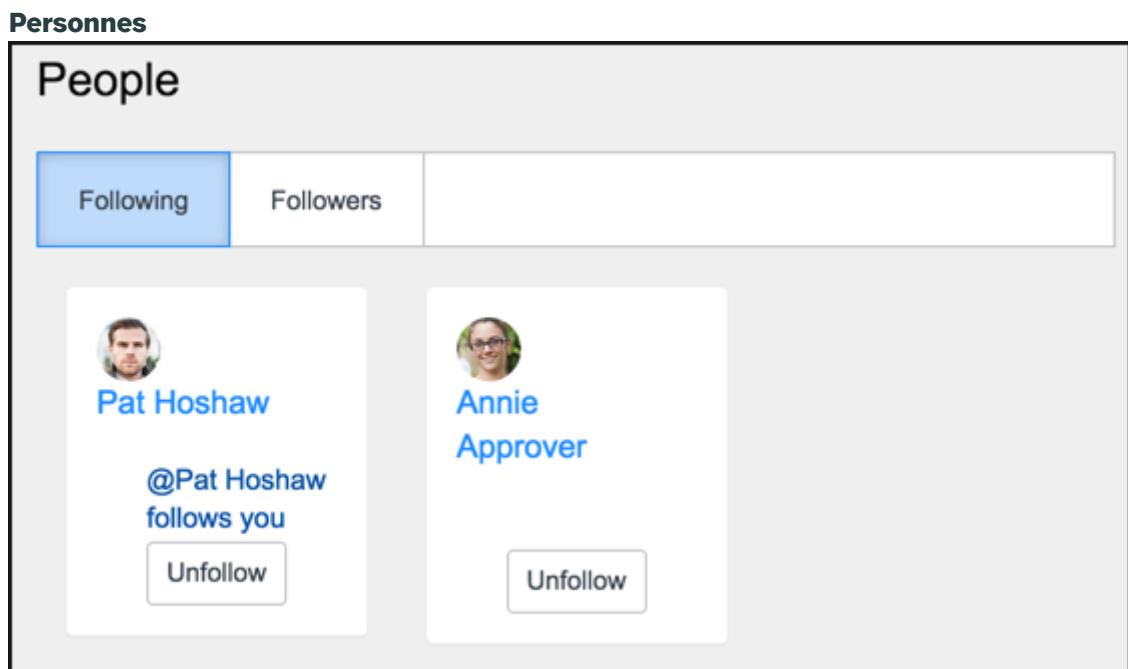 Personnes
People
Following
Followers
Pat Hoshaw
@Pat Hoshaw
follows you
Unfollow
Annie
Approver
Unfollow